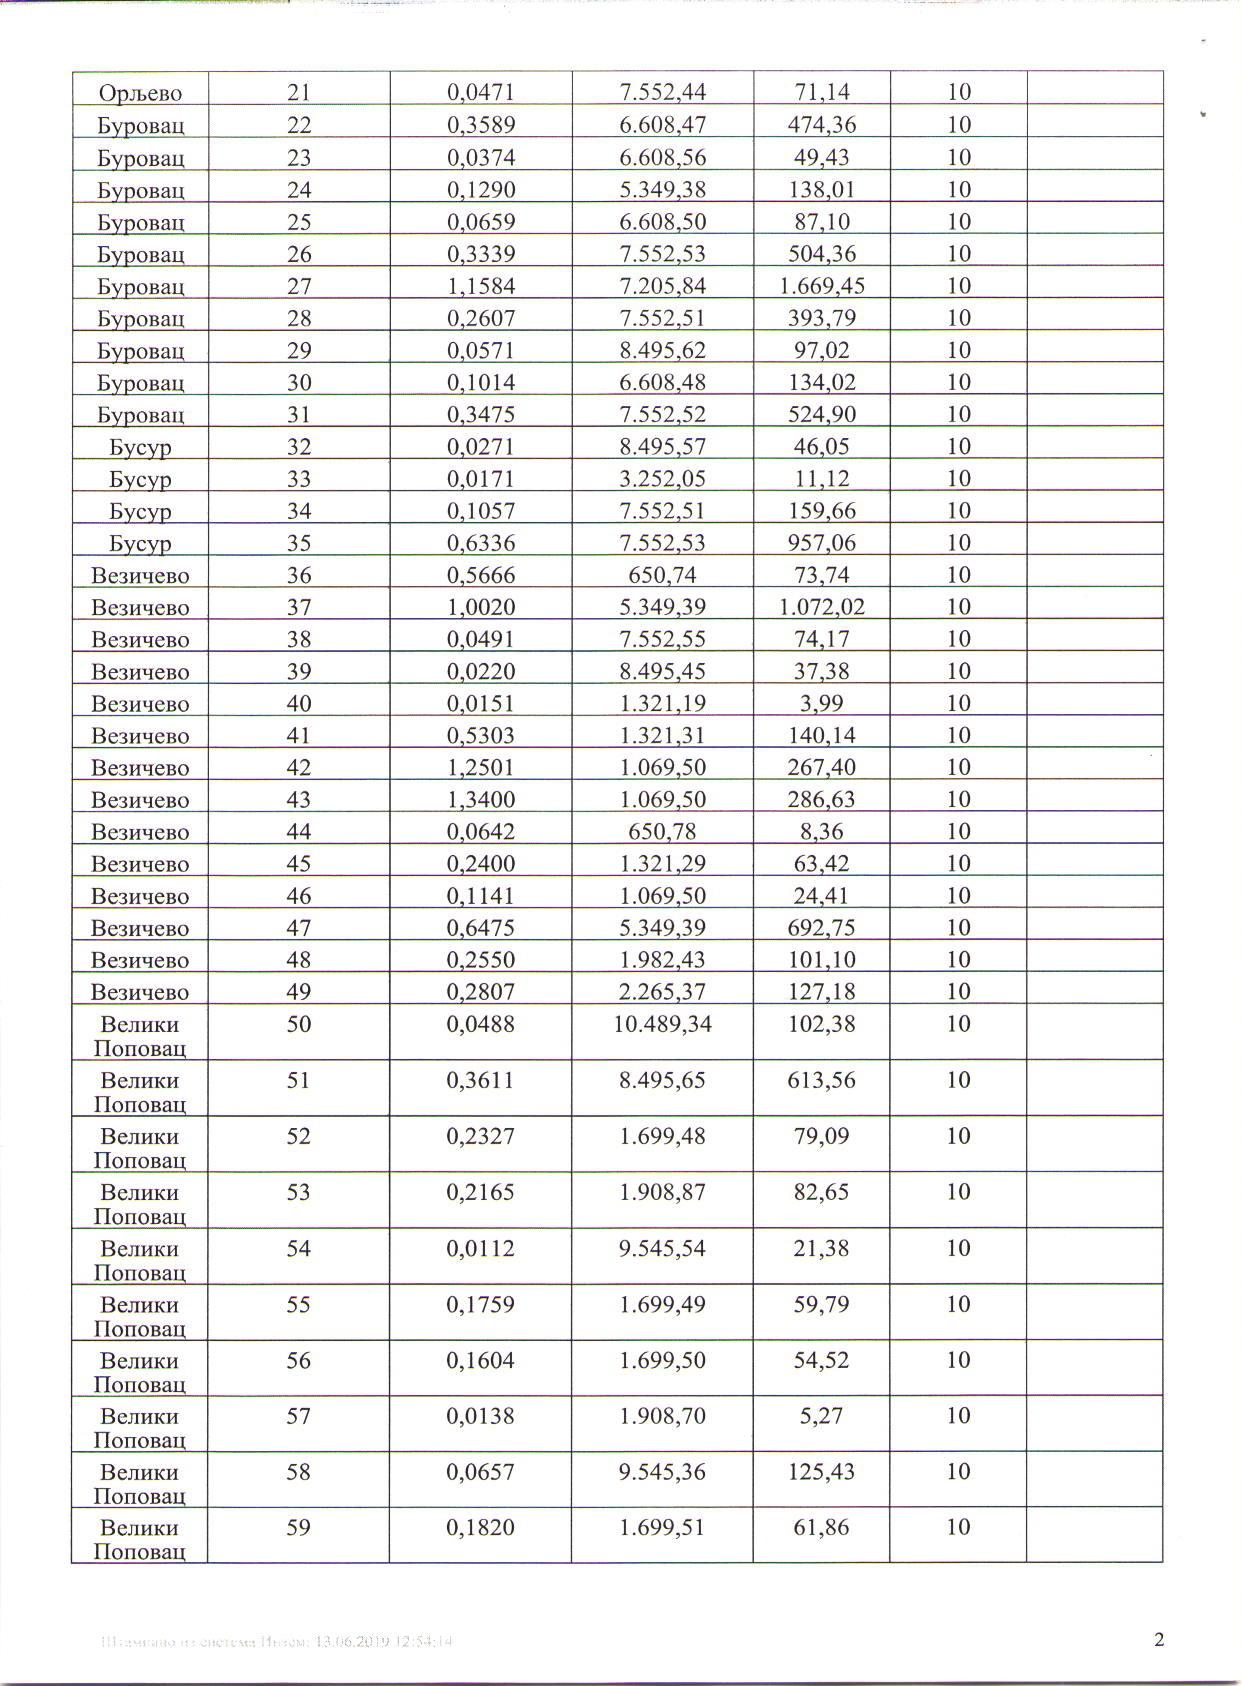 Орљево 21 0,0471 7.552,44 71,14 10
Буровац 22 0,3589 6.608,47 474,36 10
Буровац 23 0,0374 6.608,56 49,43 10
Буровац 24 0,1290 5.349,38 138,01 10
Буровац 25 0,0659 6.608,50 87,10 10
Буровац 26 0,3339 7.552,53 504,36 10
Буровац 27 1,1584 7.205,84 1.669,45 10
Буровац 28 0,2607 7.552,51 393,79 10
Буровац 29 0,0571 8.495,62 97,02 10
Буровац 30 0,1014 6.608,48 134,02 10
Буровац 31 0,3475 7.552,52 524,90 10
Бусур 32 0,0271 8.495,57 46,05 10
Бусур 33 0,0171 3.252,05 11,12 10
Бусур 34 0,1057 7.552,51 159,66 10
Бусур 35 0,6336 7.552,53 957,06 10
Везичево 36 0,5666 650,74 73,74 10
Везичево 37 1,0020 5.349,39 1.072,02 10
Везичево 38 0,0491 7.552,55 74,17 10
Везичево 39 0,0220 8.495,45 37,38 10
Везичево 40 0,0151 1.321,19 3,99 10
Везичево 41 0,5303 1.321,31 140,14 10
Везичево 42 1,2501 1.069,50 267,40 10
Везичево 43 1,3400 1.069,50 286,63 10
Везичево 44 0,0642 650,78 8,36 10
Везичево 45 0,2400 1.321,29 63,42 10
Везичево 46 0,1141 1.069,50 24,41 10
Везичево 47 0,6475 5.349,39 692,75 10
Везичево 48 0,2550 1.982,43 101,10 10
Везичево 49 0,2807 2.265,37 127,18 10
Велики 50 0,0488 10.489,34 102,38 10
Поповац
Велики 51 0,3611 8.495,65 613,56 10
Поповац
Велики 52 0,2327 1.699,48 79,09 10
Поповац
Велики 53 0,2165 1.908,87 82,65 10
Поповац
Велики 54 0,0112 9.545,54 21,38 10
Поповац
Велики 55 0,1759 1.699,49 59,79 10
Поповац
Велики 56 0,1604 1.699,50 54,52 10
Поповац
Велики 57 0,0138 1.908,70 5,27 10
Поповац
Велики 58 0,0657 9.545,36 125,43 10
Поповац
Велики 59 0,1820 1.699,51 61,86 10
Поповац
Штампано из система 13.06.2019 12:54:14 2